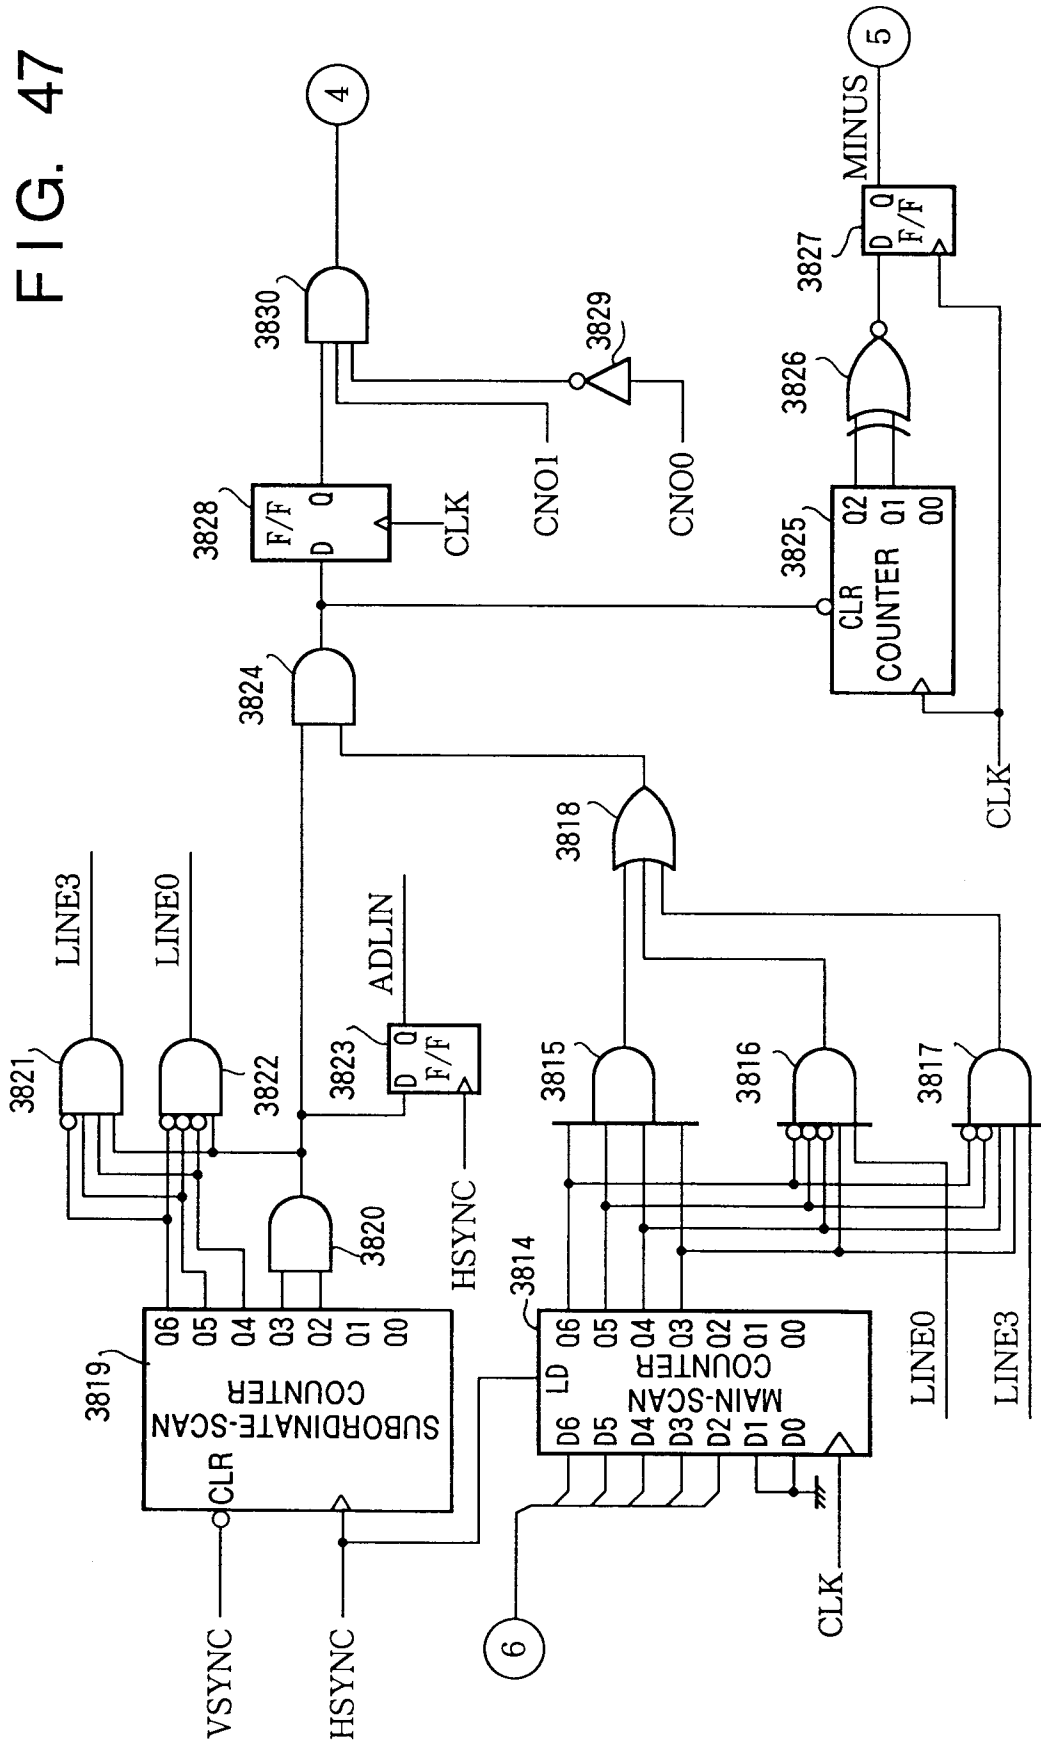 FIG. 47
VSYNC
HSYNC
3819
CLR
SUBORDINATE-SCAN
COUNTER
Q6
Q5
Q4
Q3
Q2
Q1
Q0
3820
3821
LINE3
3822
LINE0
3823
D Q
F/F
ADLIN
HSYNC
6
CLK
3814
LD
D6
D5
D4
D3
D2
D1
D0
MAIN-SCAN
COUNTER
Q6
Q5
Q4
Q3
Q2
Q1
Q0
LINE0
LINE3
3815
3816
3817
3818
3824
3828
F/F
D Q
CLK
CNO1
CNO0
3829
3830
4
3825
CLR
COUNTER
Q2
Q1
Q0
CLK
3826
3827
D Q
F/F
MINUS
5